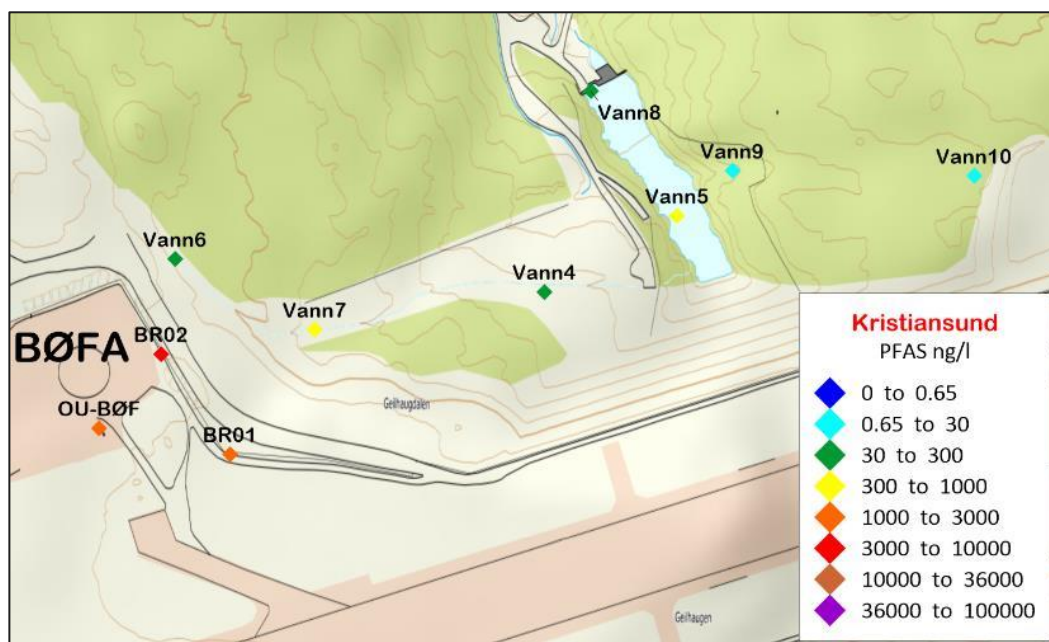 Vann8
Vann9
Vann10
Vann5
Vann6
Vann4
Vann7
BØFA
BR02
OU-BØF
BR01
Geilhaugdalen
Geilhaugen
Kristiansund
PFAS ng/l
0 to 0.65
0.65 to 30
30 to 300
300 to 1000
1000 to 3000
3000 to 10000
10000 to 36000
36000 to 100000